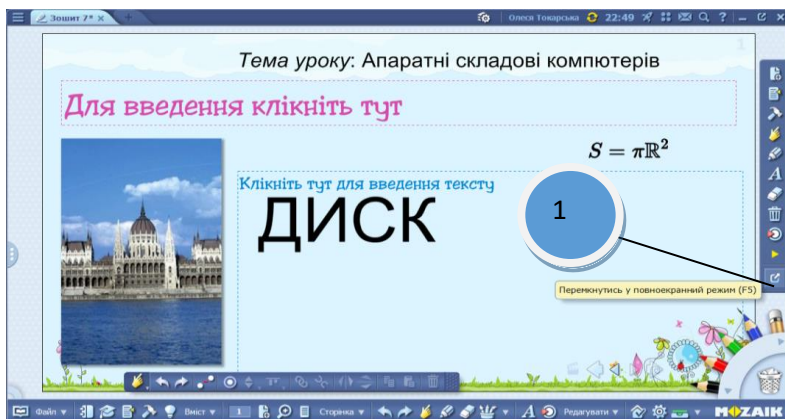 Зошит 7* x +
Олеся Токарська 22:49 ?
Тема уроку: Апаратні складові компютерів
1
Для введення клікніть тут
S = πℝ²
Клікніть тут для введення тексту
ДИСК
1
A
Перемкнутись у повноекранний режим (F5)
Файл Вміст 1 Сторінка A Редагувати MOZAIK